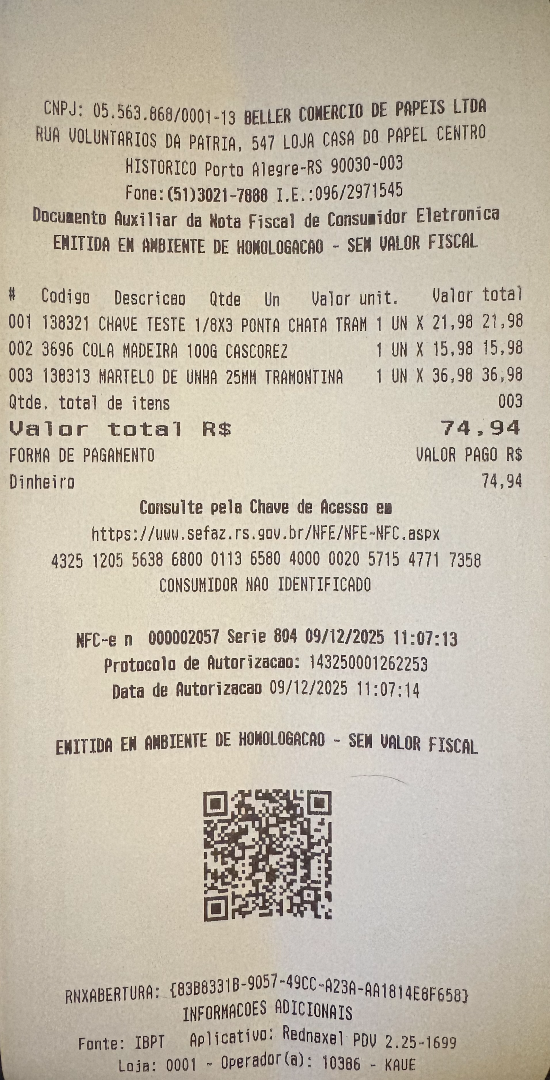 CNPJ: 05.563.868/0001-13 BELLER COMERCIO DE PAPEIS LTDA
RUA VOLUNTARIOS DA PATRIA, 547 LOJA CASA DO PAPEL CENTRO
HISTORICO Porto Alegre-RS 90030-003
Fone:(51)3021-7888 I.E.:096/2971545
Documento Auxiliar da Nota Fiscal de Consumidor Eletronica
EMITIDA EM AMBIENTE DE HOMOLOGACAO - SEM VALOR FISCAL
# Codigo Descricao Qtde Un Valor unit. Valor total
001 138321 CHAVE TESTE 1/8X3 PONTA CHATA TRAM 1 UN X 21,98 21,98
002 3696 COLA MADEIRA 100G CASCOREZ 1 UN X 15,98 15,98
003 138313 MARTELO DE UNHA 25MM TRAMONTINA 1 UN X 36,98 36,98
Qtde. total de itens 003
Valor total R$ 74,94
FORMA DE PAGAMENTO VALOR PAGO R$
Dinheiro 74,94
Consulte pela Chave de Acesso em
https://www.sefaz.rs.gov.br/NFE/NFE-NFC.aspx
4325 1205 5638 6800 0113 6580 4000 0020 5715 4771 7358
CONSUMIDOR NAO IDENTIFICADO
NFC-e n 000002057 Serie 804 09/12/2025 11:07:13
Protocolo de Autorizacao: 143250001262253
Data de Autorizacao 09/12/2025 11:07:14
EMITIDA EM AMBIENTE DE HOMOLOGACAO - SEM VALOR FISCAL
RNXABERTURA: {83B8331B-9057-49CC-A23A-AA1814E8F658}
INFORMACOES ADICIONAIS
Fonte: IBPT Aplicativo: Rednaxel PDV 2.25-1699
Loja: 0001 - Operador(a): 10386 - KAUE